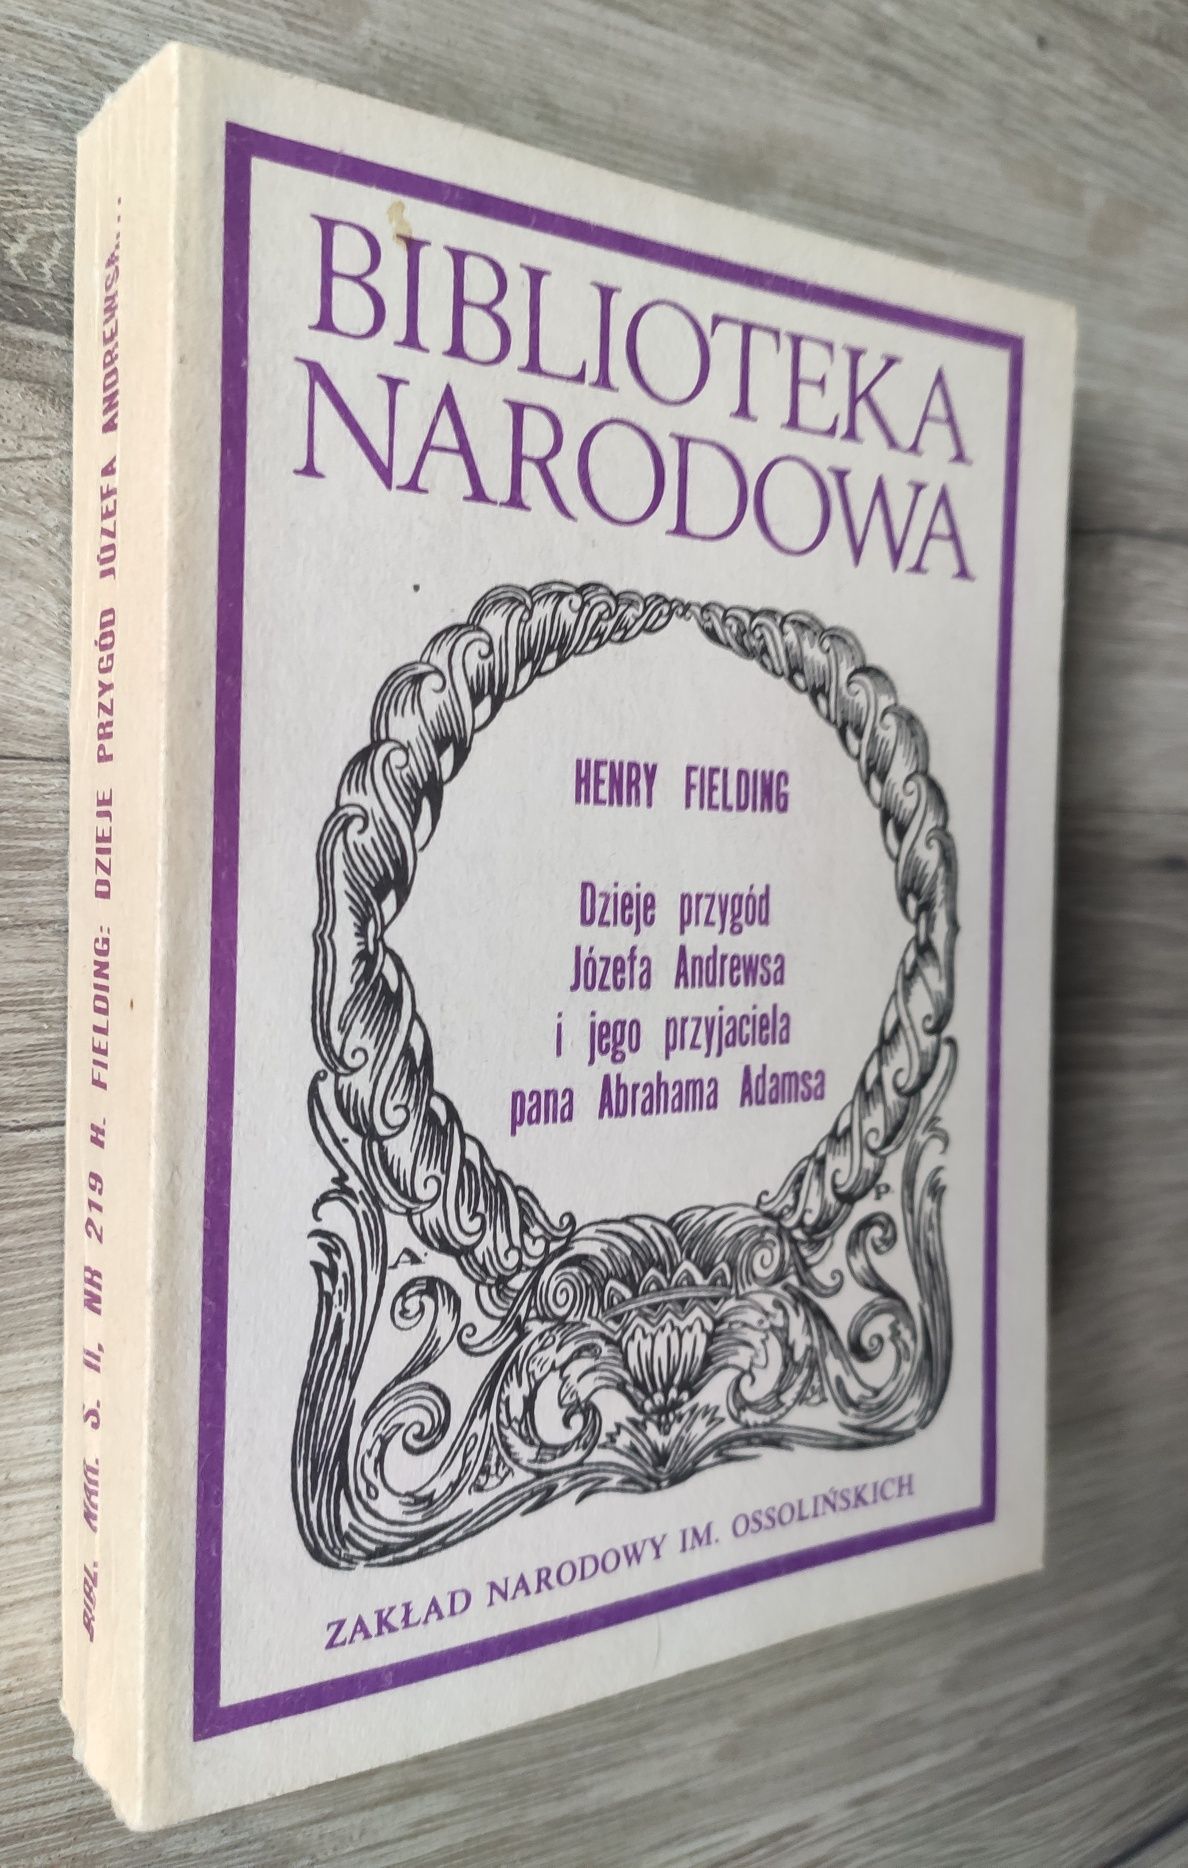 BIBLIOTEKA
NARODOWA
HENRY FIELDING
Dzieje przygód
Józefa Andrewsa
i jego przyjaciela
pana Abrahama Adamsa
A.
P
ZAKŁAD NARODOWY IM. OSSOLIŃSKICH
BIBL. NAR. S. II, NR 219 H. FIELDING: DZIEJE PRZYGÓD JÓZEFA ANDREWSA...